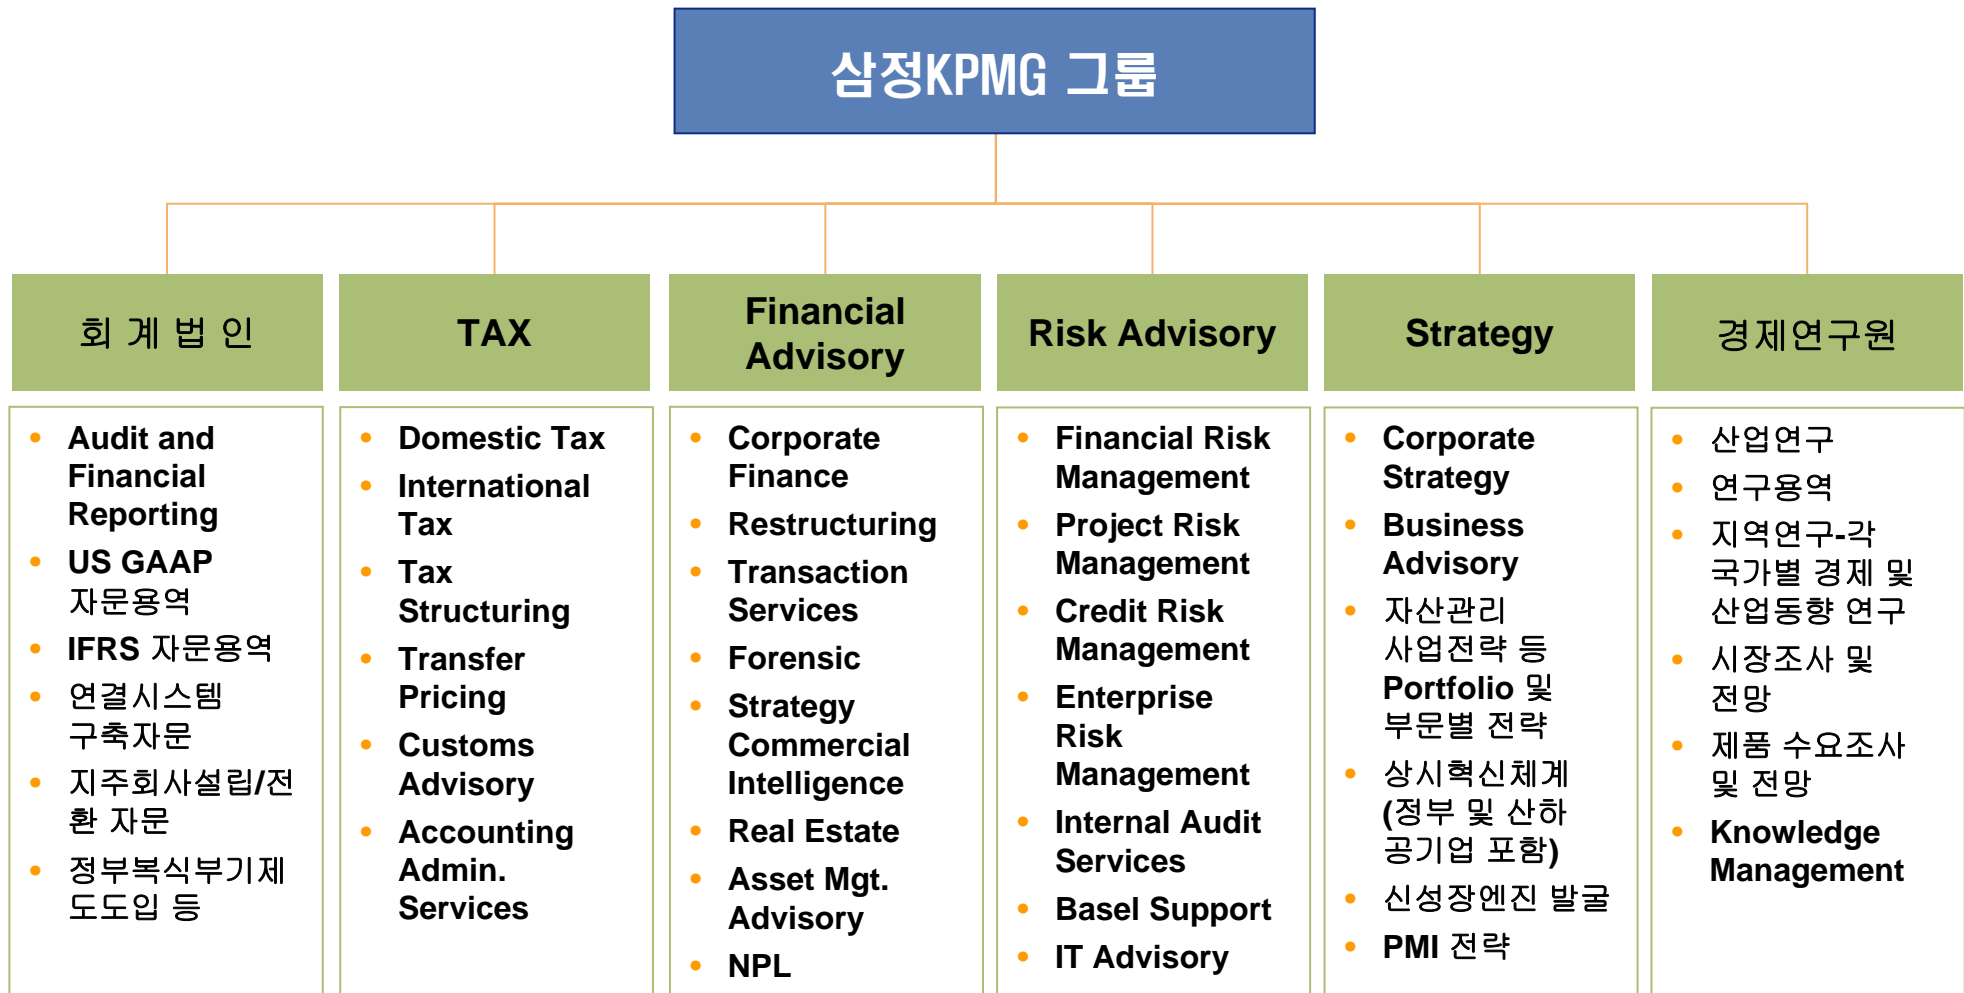 삼정KPMG 그룹
회 계 법 인
Audit and
Financial
Reporting
US GAAP
자문용역
IFRS 자문용역
연결시스템
구축자문
지주회사설립/전
환 자문
정부복식부기제
도도입 등
TAX
Domestic Tax
International
Tax
Tax
Structuring
Transfer
Pricing
Customs
Advisory
Accounting
Admin.
Services
Financial
Advisory
Corporate
Finance
Restructuring
Transaction
Services
Forensic
Strategy
Commercial
Intelligence
Real Estate
Asset Mgt.
Advisory
NPL
Risk Advisory
Financial Risk
Management
Project Risk
Management
Credit Risk
Management
Enterprise
Risk
Management
Internal Audit
Services
Basel Support
IT Advisory
Strategy
Corporate
Strategy
Business
Advisory
자산관리
사업전략 등
Portfolio 및
부문별 전략
상시혁신체계
(정부 및 산하
공기업 포함)
신성장엔진 발굴
PMI 전략
경제연구원
산업연구
연구용역
지역연구-각
국가별 경제 및
산업동향 연구
시장조사 및
전망
제품 수요조사
및 전망
Knowledge
Management